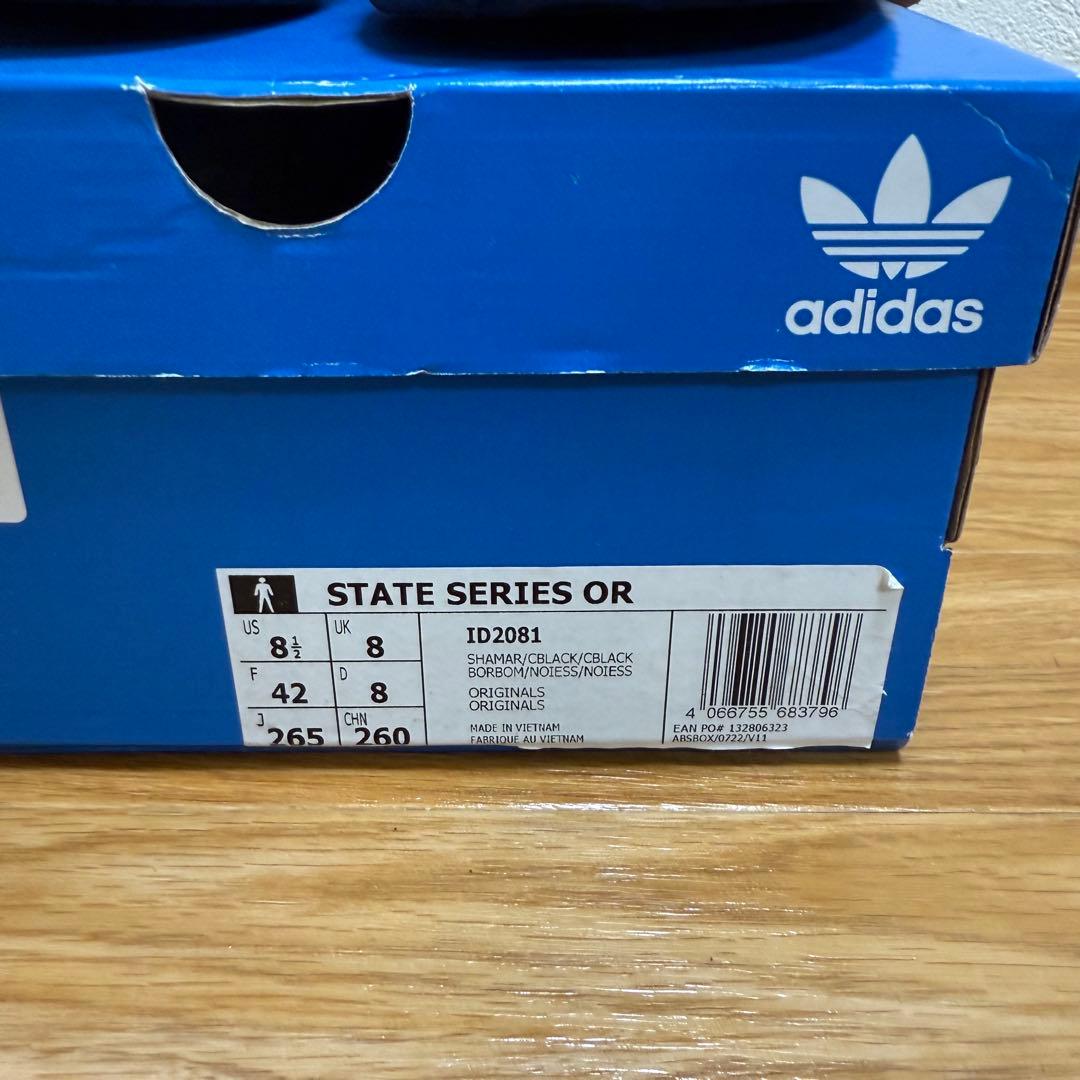 adidas
STATE SERIES OR
US 8½ UK 8
F 42 D 8
J 265 CHN 260
ID2081
SHAMAR/CBLACK/CBLACK
BORBOM/NOIESS/NOIESS
ORIGINALS
ORIGINALS
MADE IN VIETNAM
FABRIQUE AU VIETNAM
4 066755 683796
EAN PO# 132806323
ABSBOX/0722/V11